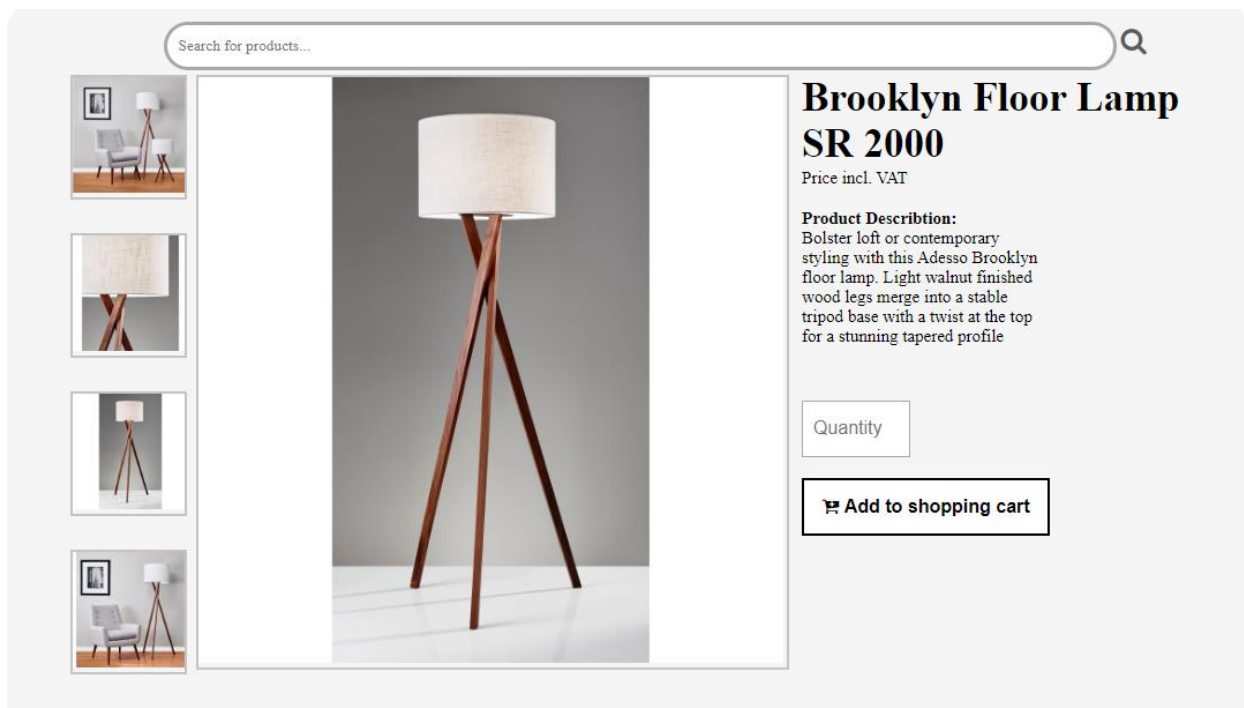 Search for products...
Brooklyn Floor Lamp
SR 2000
Price incl. VAT
Product Describtion:
Bolster loft or contemporary
styling with this Adesso Brooklyn
floor lamp. Light walnut finished
wood legs merge into a stable
tripod base with a twist at the top
for a stunning tapered profile
Quantity
Add to shopping cart